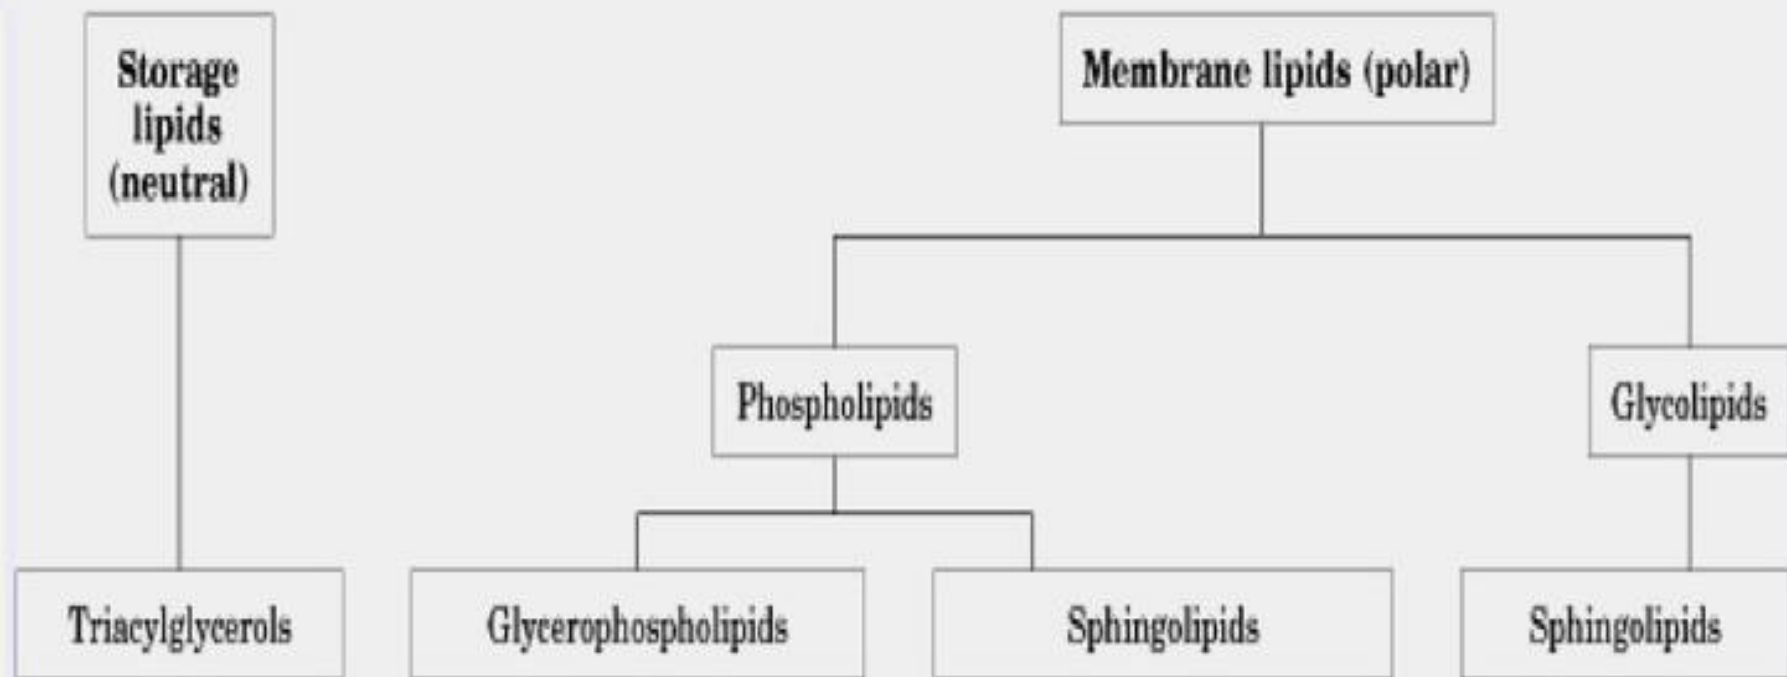 Storage
lipids
(neutral)
Membrane lipids (polar)
Phospholipids
Glycolipids
Triacylglycerols
Glycerophospholipids
Sphingolipids
Sphingolipids